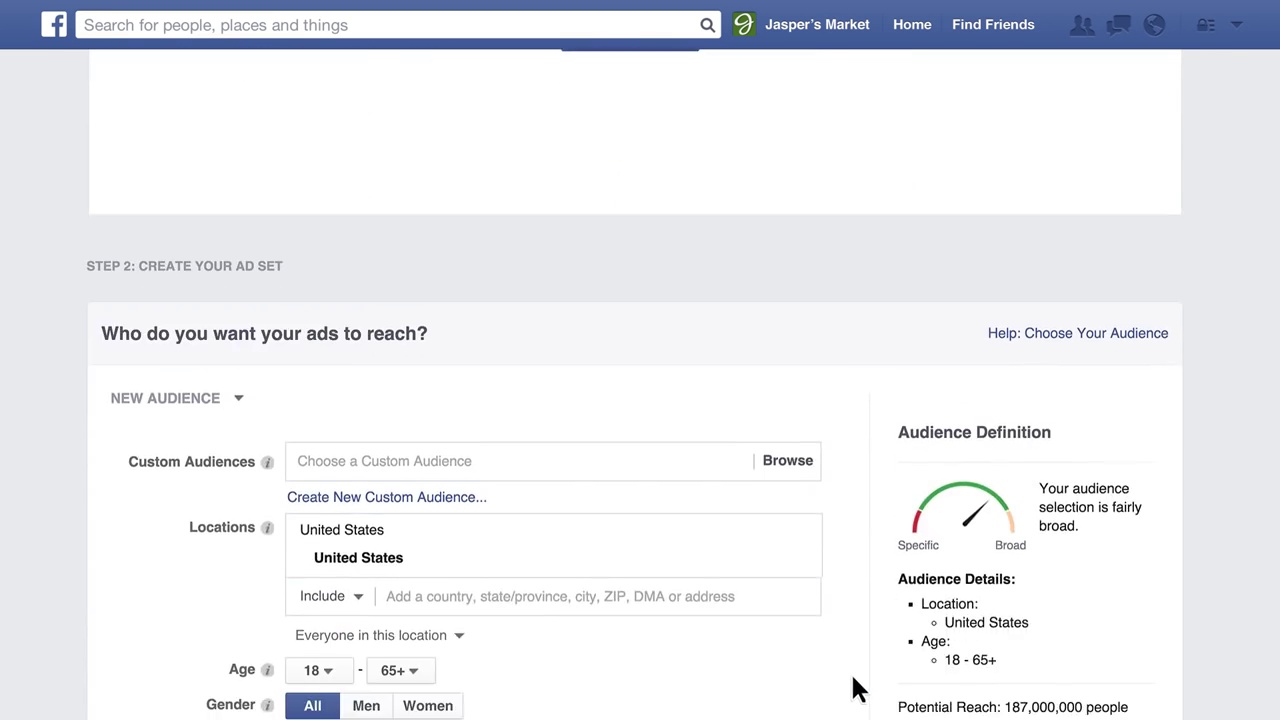 Search for people, places and things
Jasper's Market
Home
Find Friends
STEP 2: CREATE YOUR AD SET
Who do you want your ads to reach?
Help: Choose Your Audience
NEW AUDIENCE
Custom Audiences
Choose a Custom Audience
Browse
Create New Custom Audience...
Locations
United States
United States
Include
Add a country, state/province, city, ZIP, DMA or address
Everyone in this location
Age
18 - 65+
Gender
All
Men
Women
Audience Definition
Your audience
selection is fairly
broad.
Specific
Broad
Audience Details:
Location:
United States
Age:
18 - 65+
Potential Reach: 187,000,000 people